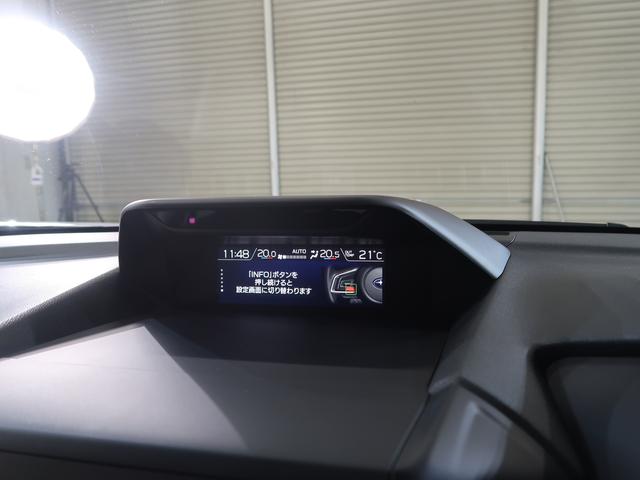 11:48 20.0 AUTO 20.5 21℃
「INFO」ボタンを
押し続けると
設定画面に切り替わります